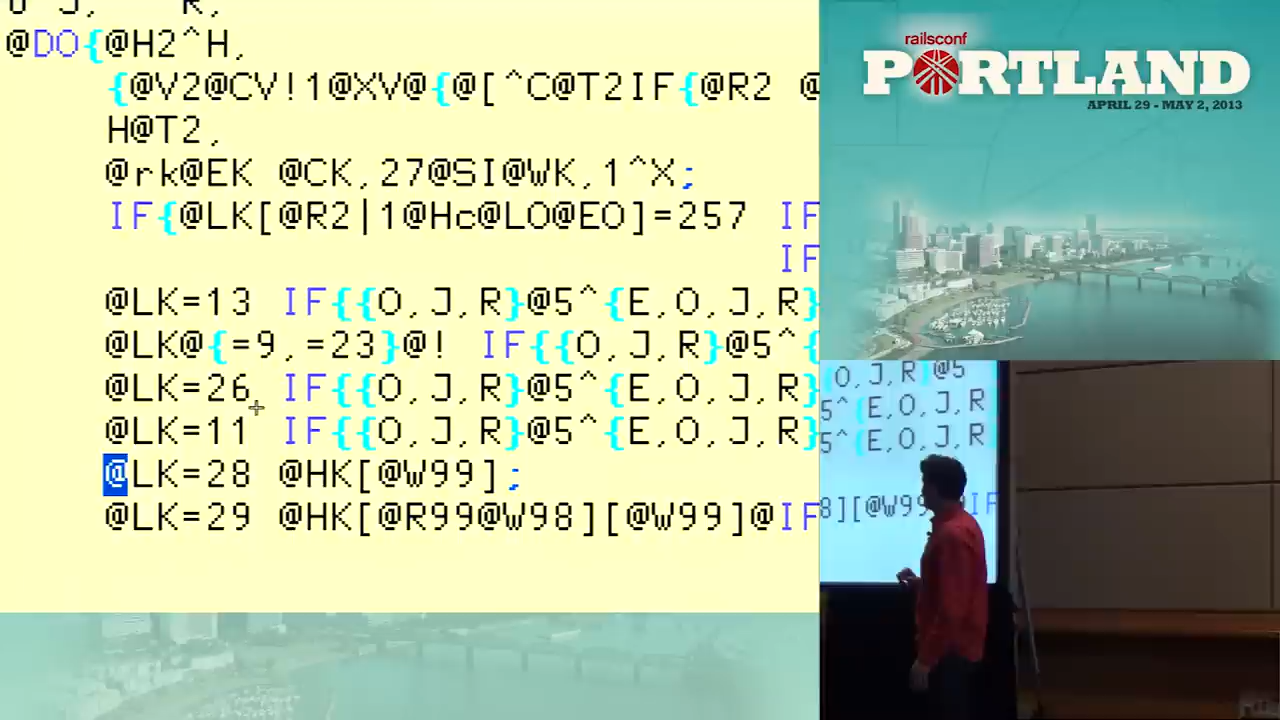 @DO{@H2^H,
{@V2@CV!1@XV@{@[^C@T2IF{@R2 @
H@T2,
@rk@EK @CK,27@SI@WK,1^X;
IF{@LK[@R2|1@Hc@LO@EO]=257 IF
IF
@LK=13 IF{{O,J,R}@5^{E,O,J,R}
@LK@{=9,=23}@! IF{{O,J,R}@5^{
@LK=26 IF{{O,J,R}@5^{E,O,J,R}
@LK=11 IF{{O,J,R}@5^{E,O,J,R}
@LK=28 @HK[@W99];
@LK=29 @HK[@R99@W98][@W99]@IF
railsconf
PORTLAND
APRIL 29 - MAY 2, 2013
{O,J,R}@5
5^{E,O,J,R
5^{E,O,J,R
8][@W99 IF